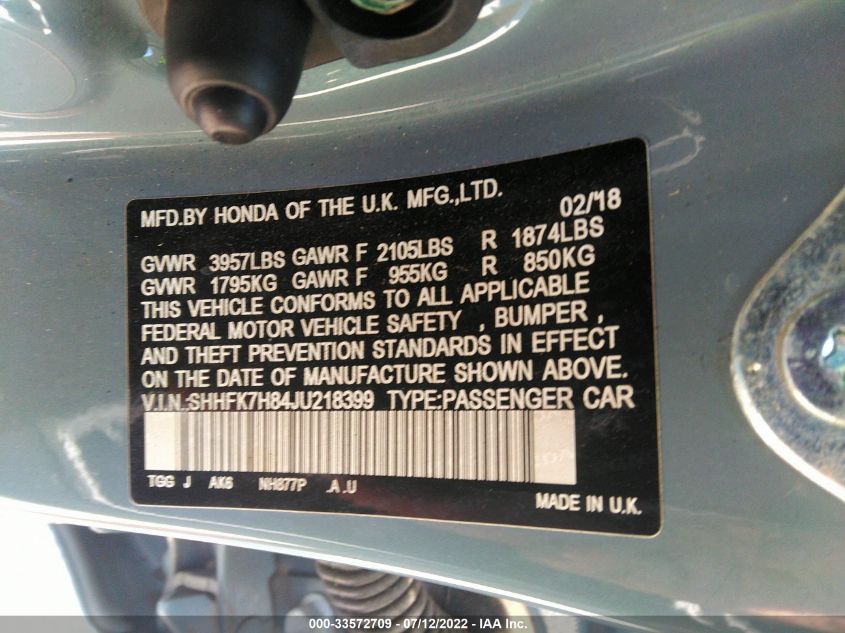 MFD.BY HONDA OF THE U.K. MFG.,LTD. 02/'18
GVWR 3957LBS GAWR F 2105LBS R 1874LBS
GVWR 1795KG GAWR F 955KG R 850KG
THIS VEHICLE CONFORMS TO ALL APPLICABLE
FEDERAL MOTOR VEHICLE SAFETY , BUMPER ,
AND THEFT PREVENTION STANDARDS IN EFFECT
ON THE DATE OF MANUFACTURE SHOWN ABOVE.
V.I.N.SHHFK7H84JU218399 TYPE:PASSENGER CAR
TGG J AK6 NH877P .A .U
MADE IN U.K.
000-33572709 - 07/12/2022 - IAA Inc.